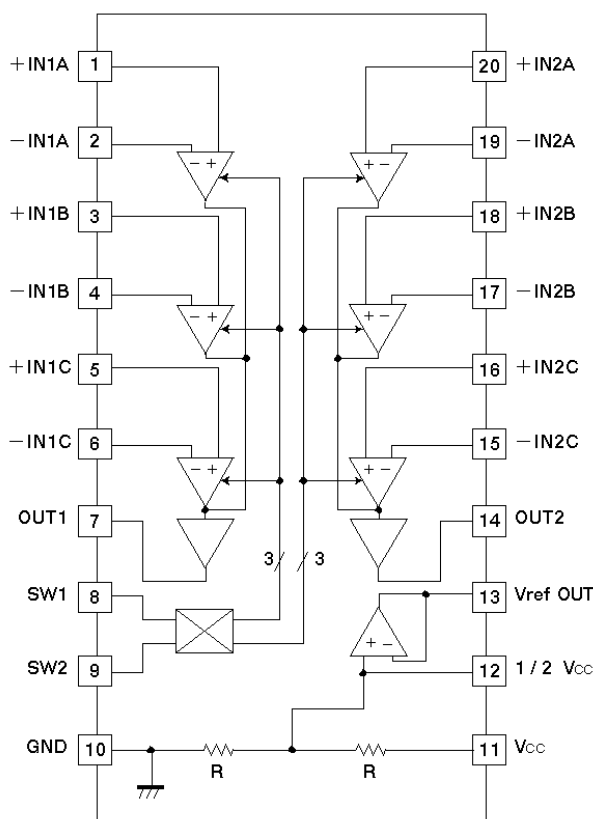 +IN1A 1 20 +IN2A
−IN1A 2 19 −IN2A
− + + −
+IN1B 3 18 +IN2B
−IN1B 4 17 −IN2B
− + + −
+IN1C 5 16 +IN2C
−IN1C 6 15 −IN2C
− + + −
OUT1 7 14 OUT2
3 3
SW1 8 13 Vref OUT
+ −
SW2 9 12 1/2 VCC
GND 10 11 VCC
R R